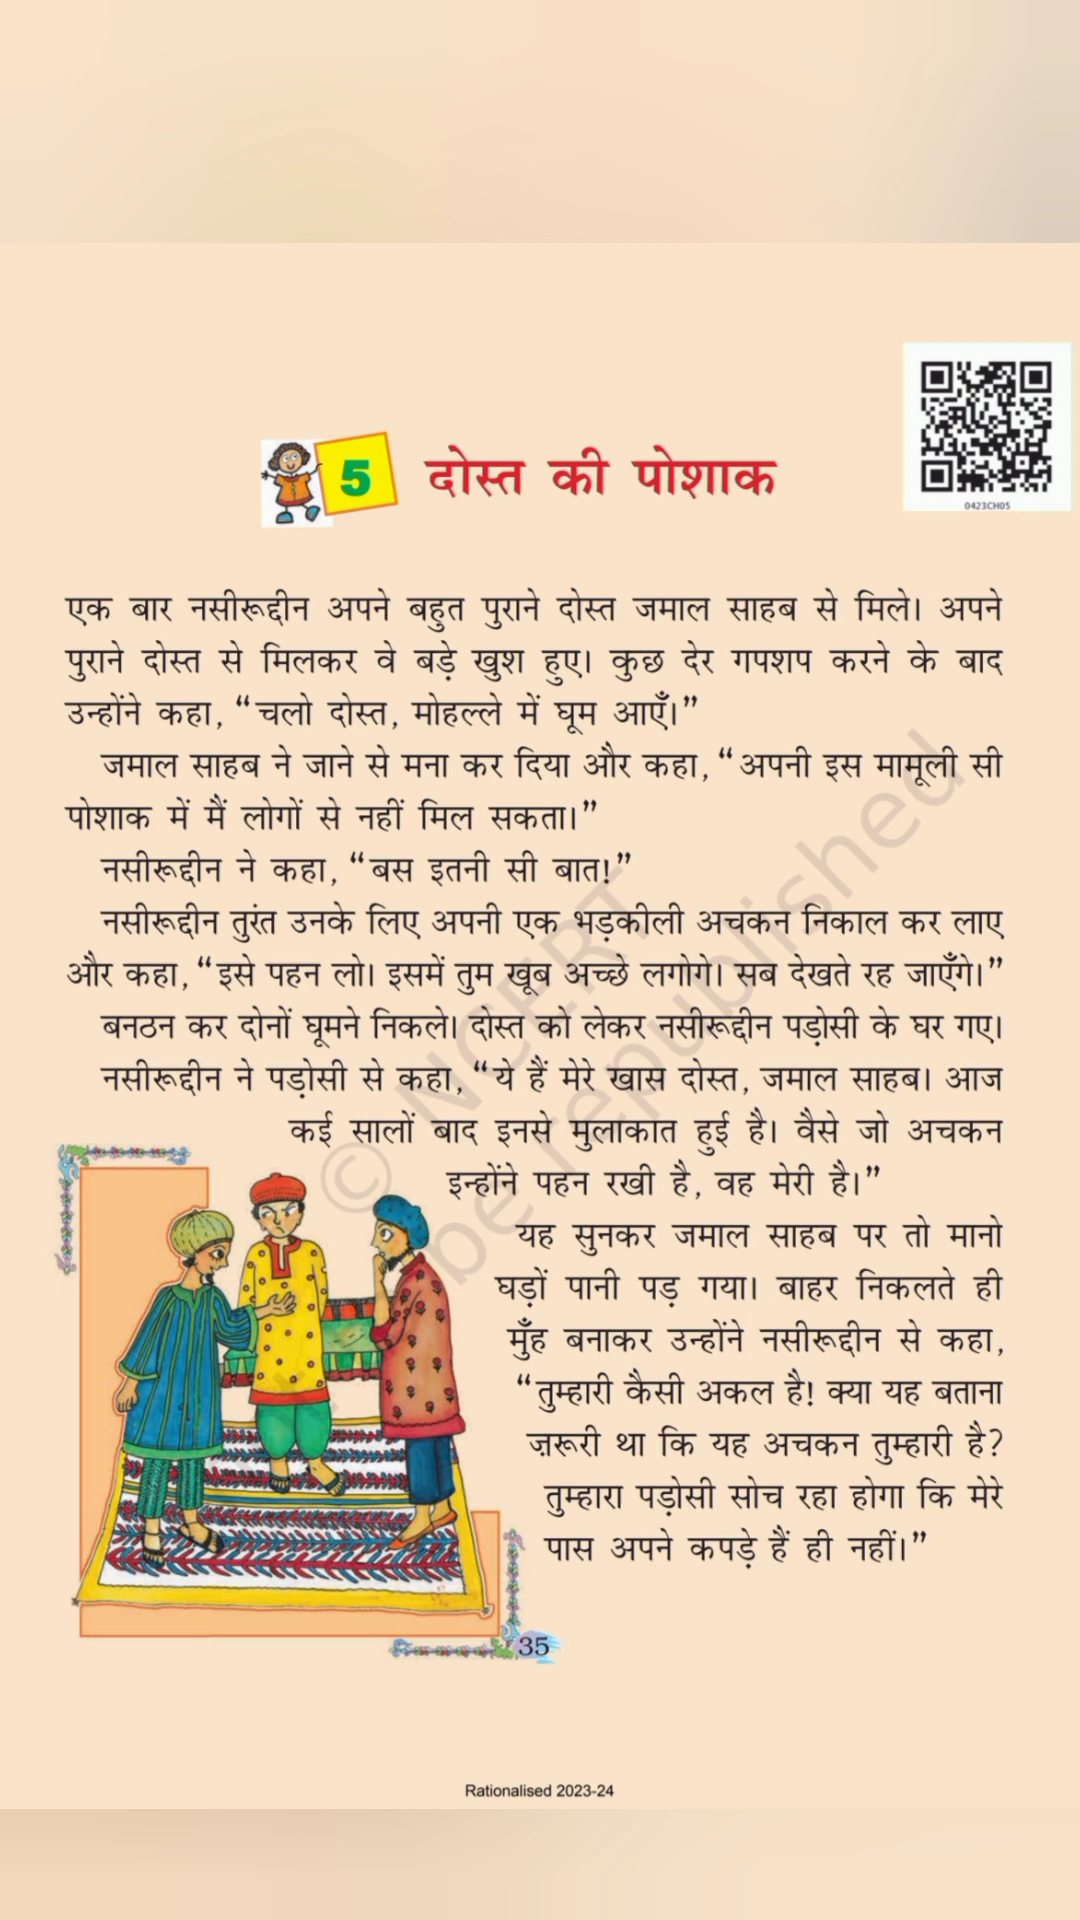 0423CH05
5 दोस्त की पोशाक
एक बार नसीरूद्दीन अपने बहुत पुराने दोस्त जमाल साहब से मिले। अपने
पुराने दोस्त से मिलकर वे बड़े खुश हुए। कुछ देर गपशप करने के बाद
उन्होंने कहा, “चलो दोस्त, मोहल्ले में घूम आएँ।”
जमाल साहब ने जाने से मना कर दिया और कहा, “अपनी इस मामूली सी
पोशाक में मैं लोगों से नहीं मिल सकता।”
नसीरूद्दीन ने कहा, “बस इतनी सी बात!”
नसीरूद्दीन तुरंत उनके लिए अपनी एक भड़कीली अचकन निकाल कर लाए
और कहा, “इसे पहन लो। इसमें तुम खूब अच्छे लगोगे। सब देखते रह जाएँगे।”
बनठन कर दोनों घूमने निकले। दोस्त को लेकर नसीरूद्दीन पड़ोसी के घर गए।
नसीरूद्दीन ने पड़ोसी से कहा, “ये हैं मेरे खास दोस्त, जमाल साहब। आज
कई सालों बाद इनसे मुलाकात हुई है। वैसे जो अचकन
इन्होंने पहन रखी है, वह मेरी है।”
यह सुनकर जमाल साहब पर तो मानो
घड़ों पानी पड़ गया। बाहर निकलते ही
मुँह बनाकर उन्होंने नसीरूद्दीन से कहा,
“तुम्हारी कैसी अकल है! क्या यह बताना
ज़रूरी था कि यह अचकन तुम्हारी है?
तुम्हारा पड़ोसी सोच रहा होगा कि मेरे
पास अपने कपड़े हैं ही नहीं।”
© NCERT
be republished
35
Rationalised 2023-24